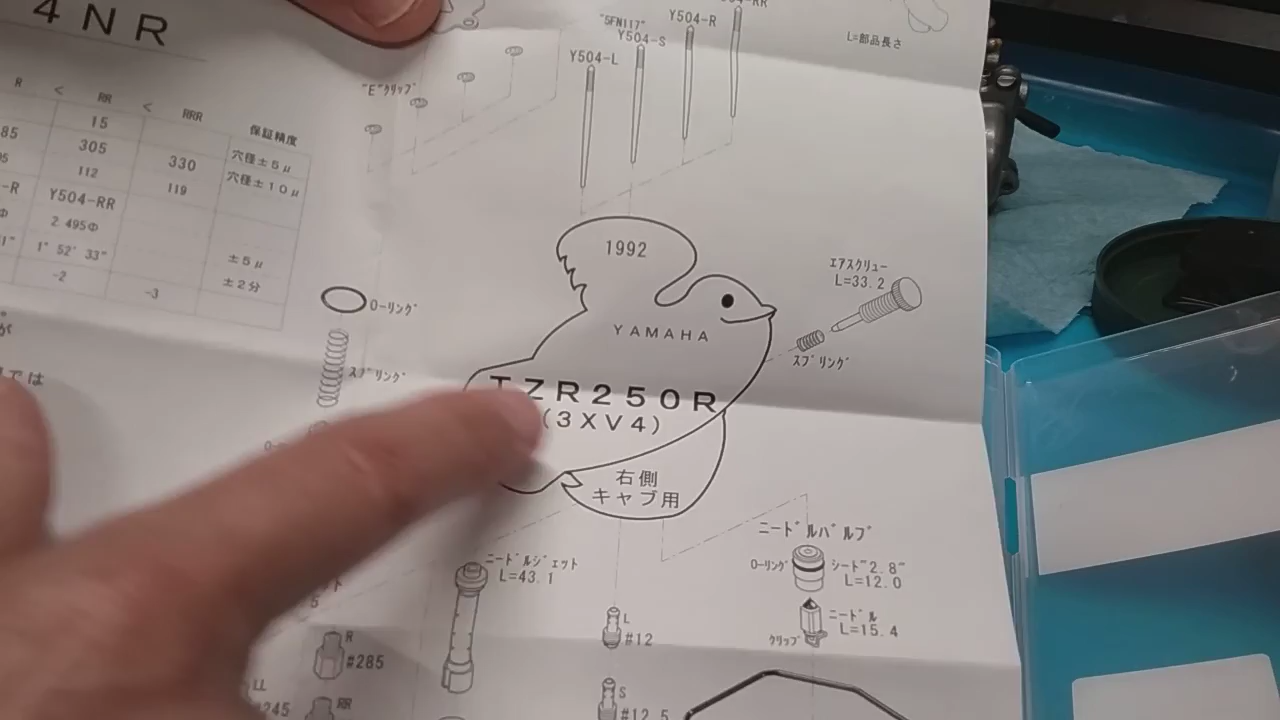 4NR
R < RR < RRR 保証精度
15
85 305 330 穴径±5μ
112 119 穴径±10μ
-R Y504-RR
2.495Φ ±5μ
1° 52′ 33″ ±2分
-2 -3
では
"E"クリップ
Y504-L
"5FN117"
Y504-S
Y504-R
L=部品長さ
O-リング
スプリング
1992
YAMAHA
TZR250R
(3XV4)
右側
キャブ用
エアスクリュー
L=33.2
スプリング
ニードルジェット
L=43.1
ニードルバルブ
O-リング シート"2.8"
L=12.0
ニードル
L=15.4
クリップ
R
#285
LL
245 RR
L
#12
S
#12.5